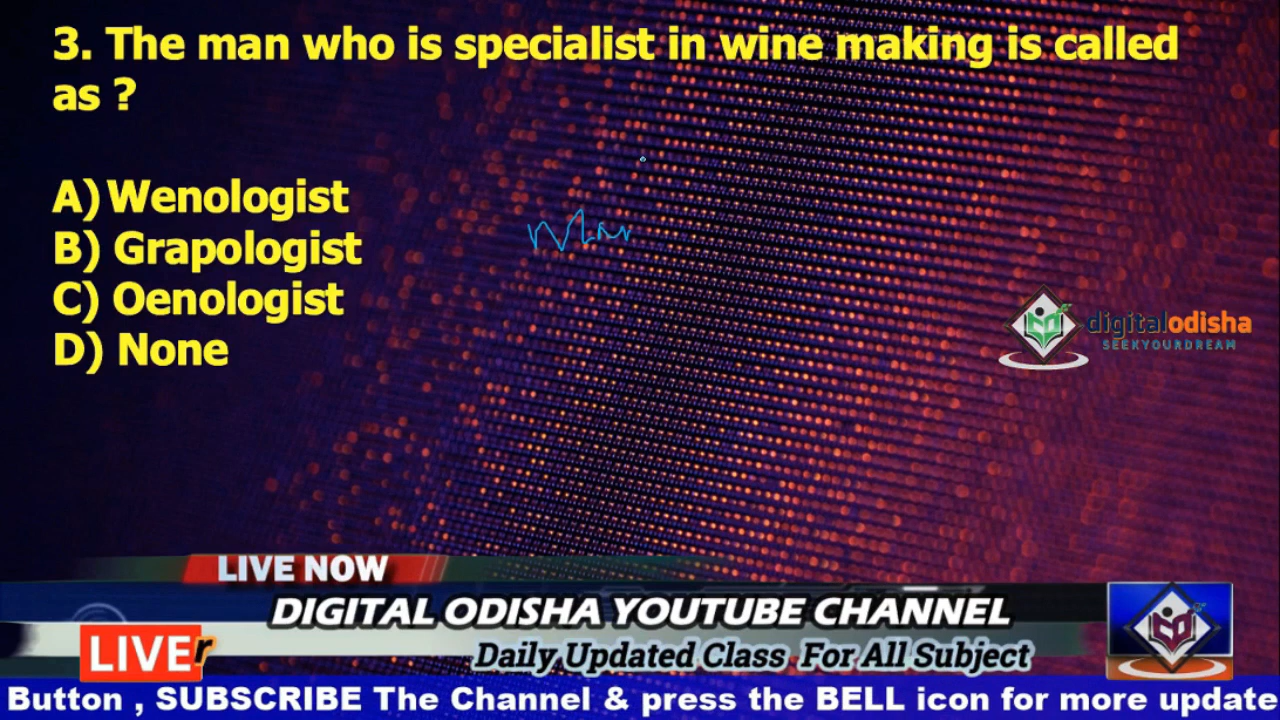 3. The man who is specialist in wine making is called
as ?
A) Wenologist
B) Grapologist
C) Oenologist
D) None
digitalodisha
SEEKYOURDREAM
LIVE NOW
DIGITAL ODISHA YOUTUBE CHANNEL
LIVE r
Daily Updated Class For All Subject
Button , SUBSCRIBE The Channel & press the BELL icon for more update